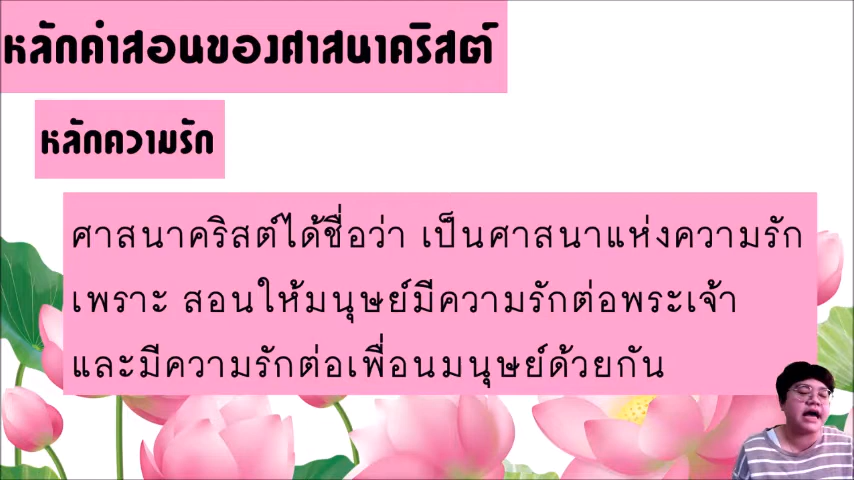 หลักคำสอนของศาสนาคริสต์
หลักความรัก
ศาสนาคริสต์ได้ชื่อว่า เป็นศาสนาแห่งความรัก
เพราะ สอนให้มนุษย์มีความรักต่อพระเจ้า
และมีความรักต่อเพื่อนมนุษย์ด้วยกัน